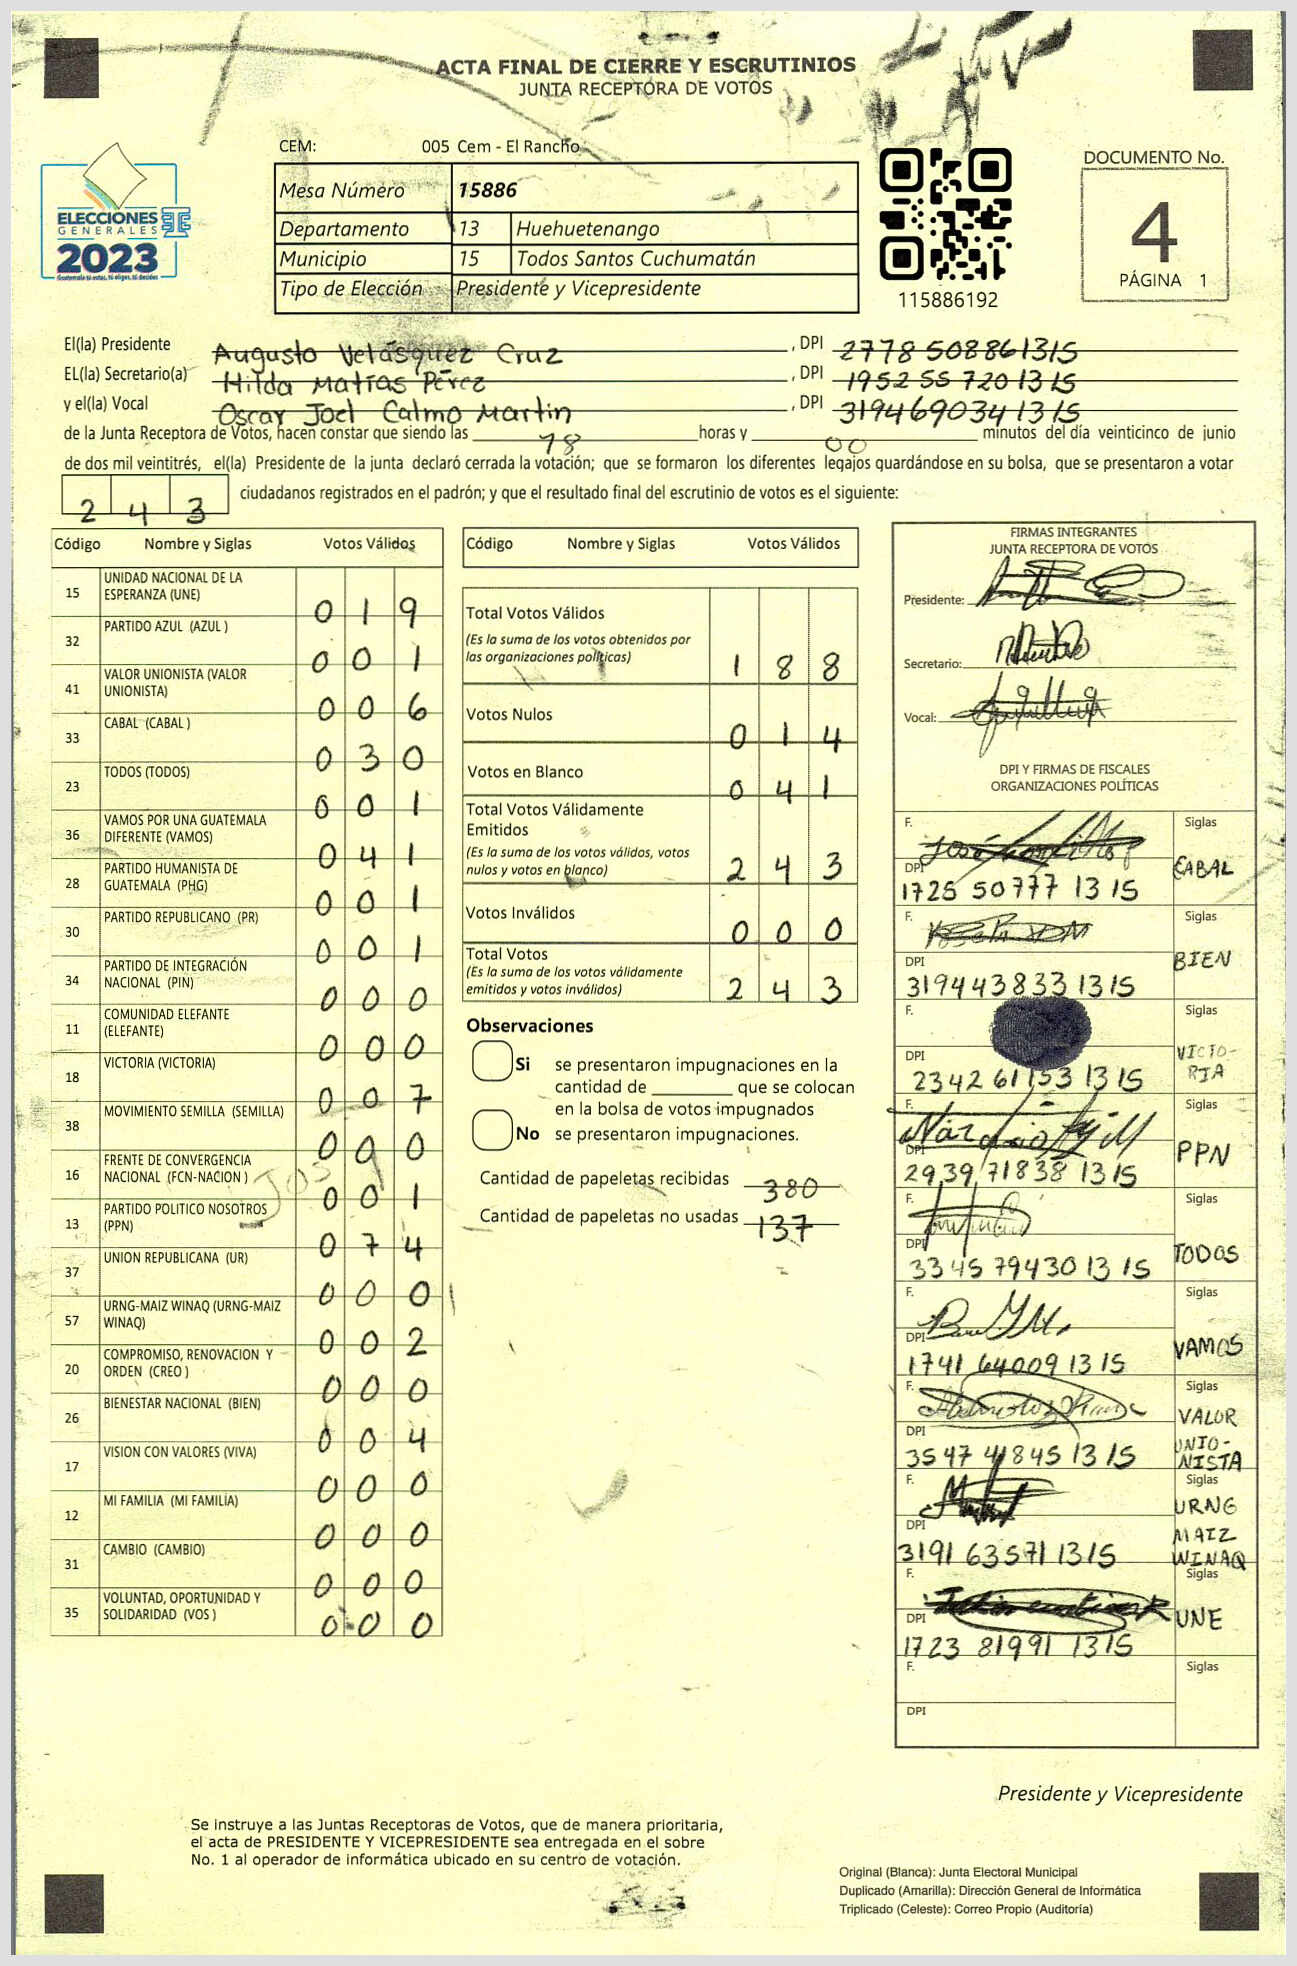 ACTA FINAL DE CIERRE Y ESCRUTINIOS
JUNTA RECEPTORA DE VOTOS
CEM: 005 Cem - El Rancho
Mesa Número 15886
Departamento 13 Huehuetenango
Municipio 15 Todos Santos Cuchumatán
Tipo de Elección Presidente y Vicepresidente
ELECCIONES
GENERALES
2023
Guatemala tú votas, tú eliges, tú decides
115886192
DOCUMENTO No.
4
PÁGINA 1
El(la) Presidente Augusto Velásquez Cruz , DPI 2778 50886 1315
EL(la) Secretario(a) Hilda Matías Pérez , DPI 1952 55 720 1315
y el(la) Vocal Oscar Joel Calmo Martin , DPI 319469034 1315
de la Junta Receptora de Votos, hacen constar que siendo las 18 horas y 00 minutos del día veinticinco de junio
de dos mil veintitrés, el(la) Presidente de la junta declaró cerrada la votación; que se formaron los diferentes legajos guardándose en su bolsa, que se presentaron a votar
2 4 3 ciudadanos registrados en el padrón; y que el resultado final del escrutinio de votos es el siguiente:
Código Nombre y Siglas Votos Válidos
15 UNIDAD NACIONAL DE LA ESPERANZA (UNE) 0 1 9
32 PARTIDO AZUL (AZUL ) 0 0 1
41 VALOR UNIONISTA (VALOR UNIONISTA) 0 0 6
33 CABAL (CABAL ) 0 3 0
23 TODOS (TODOS) 0 0 1
36 VAMOS POR UNA GUATEMALA DIFERENTE (VAMOS) 0 4 1
28 PARTIDO HUMANISTA DE GUATEMALA (PHG) 0 0 1
30 PARTIDO REPUBLICANO (PR) 0 0 1
34 PARTIDO DE INTEGRACIÓN NACIONAL (PIN) 0 0 0
11 COMUNIDAD ELEFANTE (ELEFANTE) 0 0 0
18 VICTORIA (VICTORIA) 0 0 7
38 MOVIMIENTO SEMILLA (SEMILLA) 0 0 0
16 FRENTE DE CONVERGENCIA NACIONAL (FCN-NACION ) 0 0 1
13 PARTIDO POLITICO NOSOTROS (PPN) 0 7 4
37 UNION REPUBLICANA (UR) 0 0 0
57 URNG-MAIZ WINAQ (URNG-MAIZ WINAQ) 0 0 2
20 COMPROMISO, RENOVACION Y ORDEN (CREO ) 0 0 0
26 BIENESTAR NACIONAL (BIEN) 0 0 4
17 VISION CON VALORES (VIVA) 0 0 0
12 MI FAMILIA (MI FAMILIA) 0 0 0
31 CAMBIO (CAMBIO) 0 0 0
35 VOLUNTAD, OPORTUNIDAD Y SOLIDARIDAD (VOS ) 0 0 0
Código Nombre y Siglas Votos Válidos
Total Votos Válidos 1 8 8
(Es la suma de los votos obtenidos por
las organizaciones políticas)
Votos Nulos 0 1 4
Votos en Blanco 0 4 1
Total Votos Válidamente
Emitidos
(Es la suma de los votos válidos, votos
nulos y votos en blanco) 2 4 3
Votos Inválidos 0 0 0
Total Votos
(Es la suma de los votos válidamente
emitidos y votos inválidos) 2 4 3
Observaciones
Si se presentaron impugnaciones en la
cantidad de ________ que se colocan
en la bolsa de votos impugnados
No se presentaron impugnaciones.
Cantidad de papeletas recibidas 380
Cantidad de papeletas no usadas 137
FIRMAS INTEGRANTES
JUNTA RECEPTORA DE VOTOS
Presidente:
Secretario:
Vocal:
DPI Y FIRMAS DE FISCALES
ORGANIZACIONES POLÍTICAS
F. Siglas
DPI 1725 50777 1315 CABAL
F. Siglas
DPI 319443833 1315 BIEN
F. Siglas
DPI 2342 61153 1315 VICTO-
RIA
F. Siglas
DPI 2939 71838 1315 PPN
F. Siglas
DPI 3345 79430 1315 TODOS
F. Siglas
DPI 1741 64009 1315 VAMOS
F. Siglas
DPI 3547 41845 1315 VALOR
UNIO-
NISTA
F. Siglas
DPI 3191 63571 1315 URNG
MAIZ
WINAQ
F. Siglas
DPI 1723 81991 1315 UNE
F. Siglas
DPI
Presidente y Vicepresidente
Se instruye a las Juntas Receptoras de Votos, que de manera prioritaria,
el acta de PRESIDENTE Y VICEPRESIDENTE sea entregada en el sobre
No. 1 al operador de informática ubicado en su centro de votación.
Original (Blanca): Junta Electoral Municipal
Duplicado (Amarilla): Dirección General de Informática
Triplicado (Celeste): Correo Propio (Auditoría)